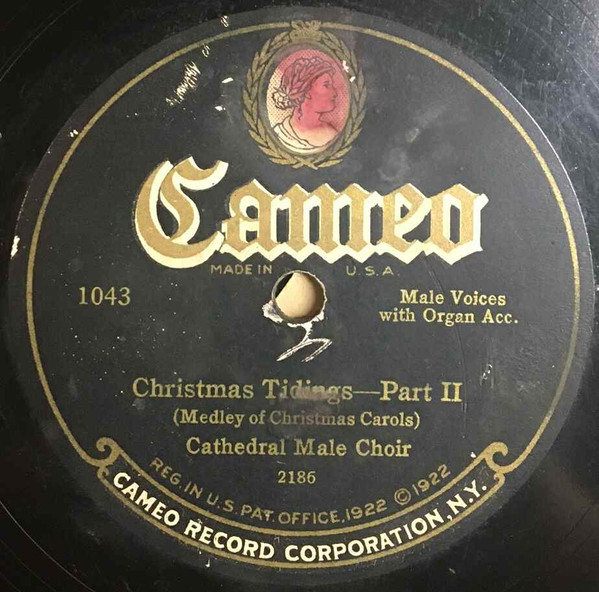 Cameo
MADE IN U.S.A.
1043
Male Voices
with Organ Acc.
Christmas Tidings—Part II
(Medley of Christmas Carols)
Cathedral Male Choir
2186
REG. IN U.S. PAT. OFFICE, 1922 © 1922
CAMEO RECORD CORPORATION, N.Y.